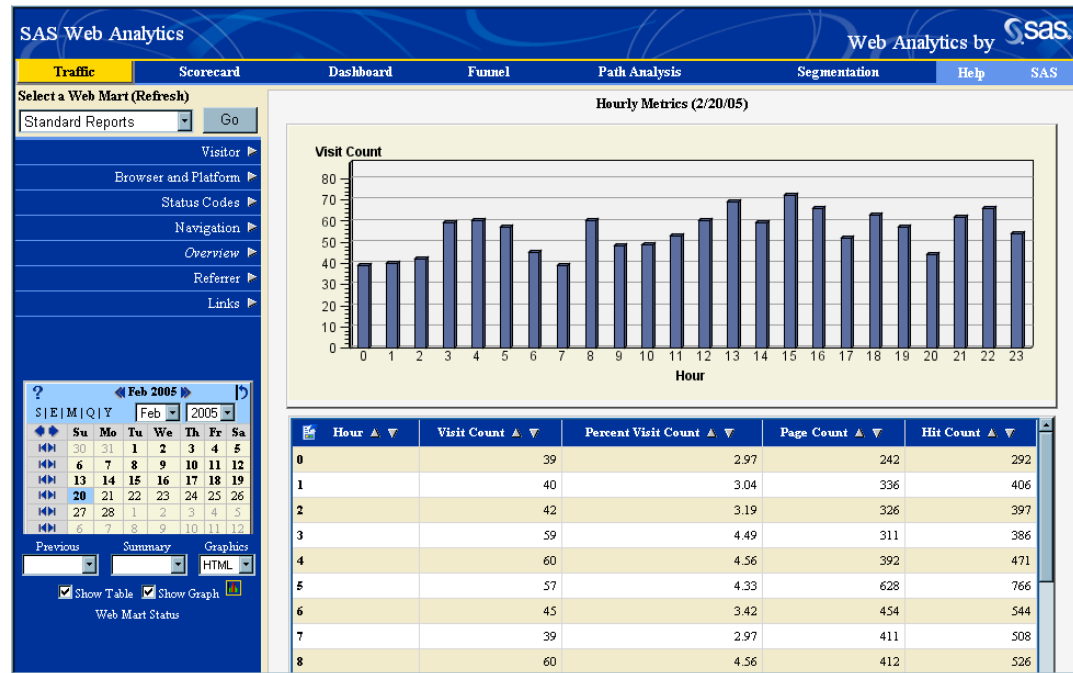 SAS Web Analytics
Web Analytics by sas.
Traffic Scorecard Dashboard Funnel Path Analysis Segmentation Help SAS
Select a Web Mart (Refresh)
Standard Reports Go
Visitor
Browser and Platform
Status Codes
Navigation
Overview
Referrer
Links
? Feb 2005
S | E | M | Q | Y Feb 2005
Su Mo Tu We Th Fr Sa
30 31 1 2 3 4 5
6 7 8 9 10 11 12
13 14 15 16 17 18 19
20 21 22 23 24 25 26
27 28 1 2 3 4 5
6 7 8 9 10 11 12
Previous Summary Graphics
HTML
Show Table Show Graph
Web Mart Status
Hourly Metrics (2/20/05)
Visit Count
80
70
60
50
40
30
20
10
0
0 1 2 3 4 5 6 7 8 9 10 11 12 13 14 15 16 17 18 19 20 21 22 23
Hour
Hour Visit Count Percent Visit Count Page Count Hit Count
0 39 2.97 242 292
1 40 3.04 336 406
2 42 3.19 326 397
3 59 4.49 311 386
4 60 4.56 392 471
5 57 4.33 628 766
6 45 3.42 454 544
7 39 2.97 411 508
8 60 4.56 412 526